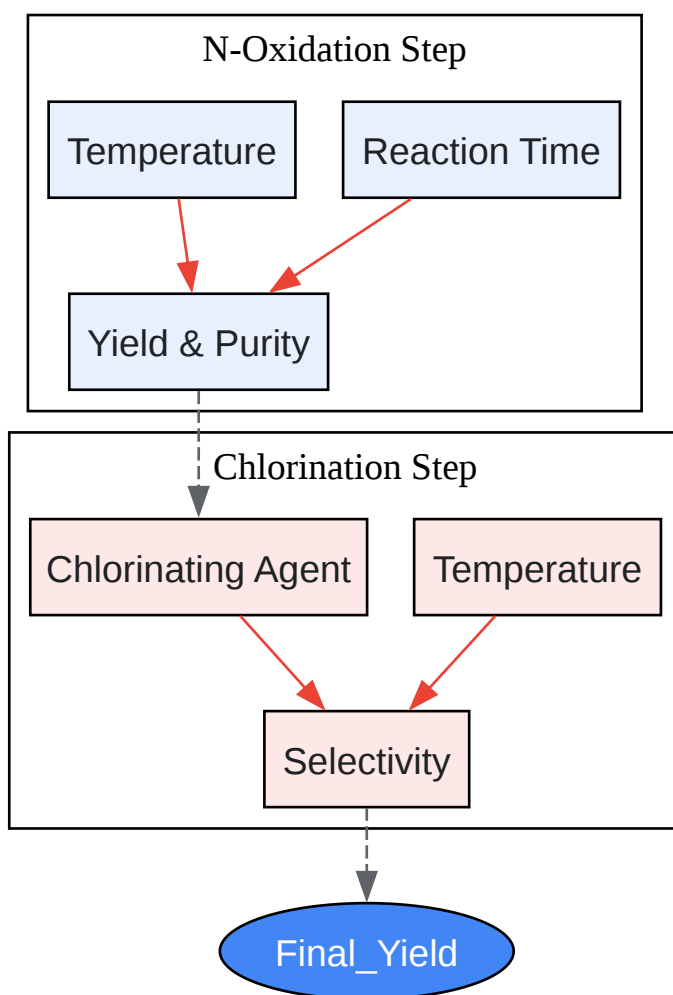 N-Oxidation Step
Temperature
Reaction Time
Yield & Purity
Chlorination Step
Chlorinating Agent
Temperature
Selectivity
Final_Yield